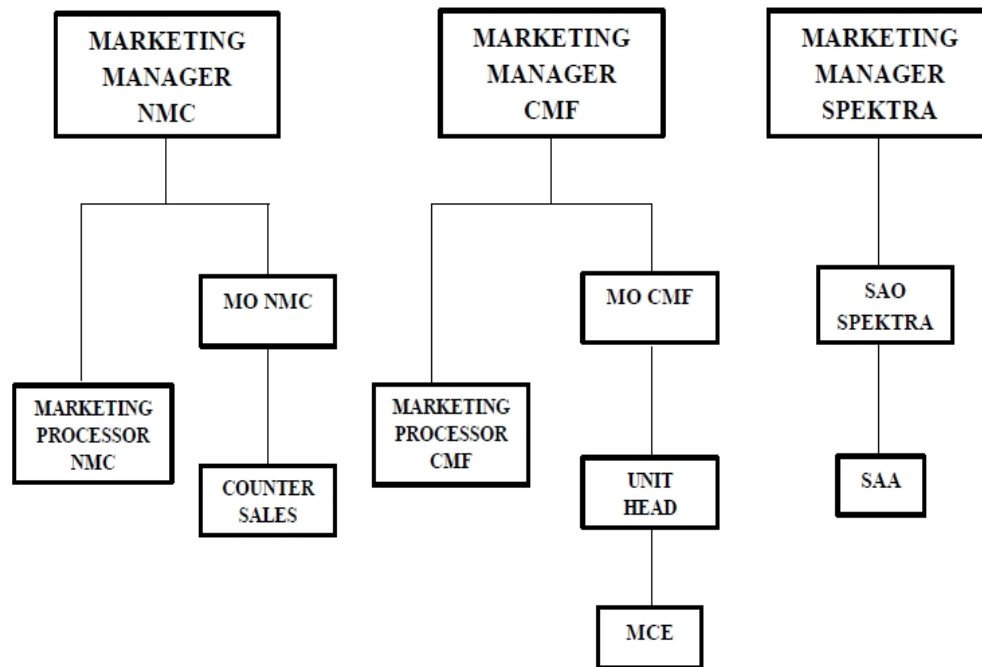 MARKETING
MANAGER
NMC
MARKETING
MANAGER
CMF
MARKETING
MANAGER
SPEKTRA
MO NMC
MO CMF
SAO
SPEKTRA
MARKETING
PROCESSOR
NMC
MARKETING
PROCESSOR
CMF
COUNTER
SALES
UNIT
HEAD
SAA
MCE